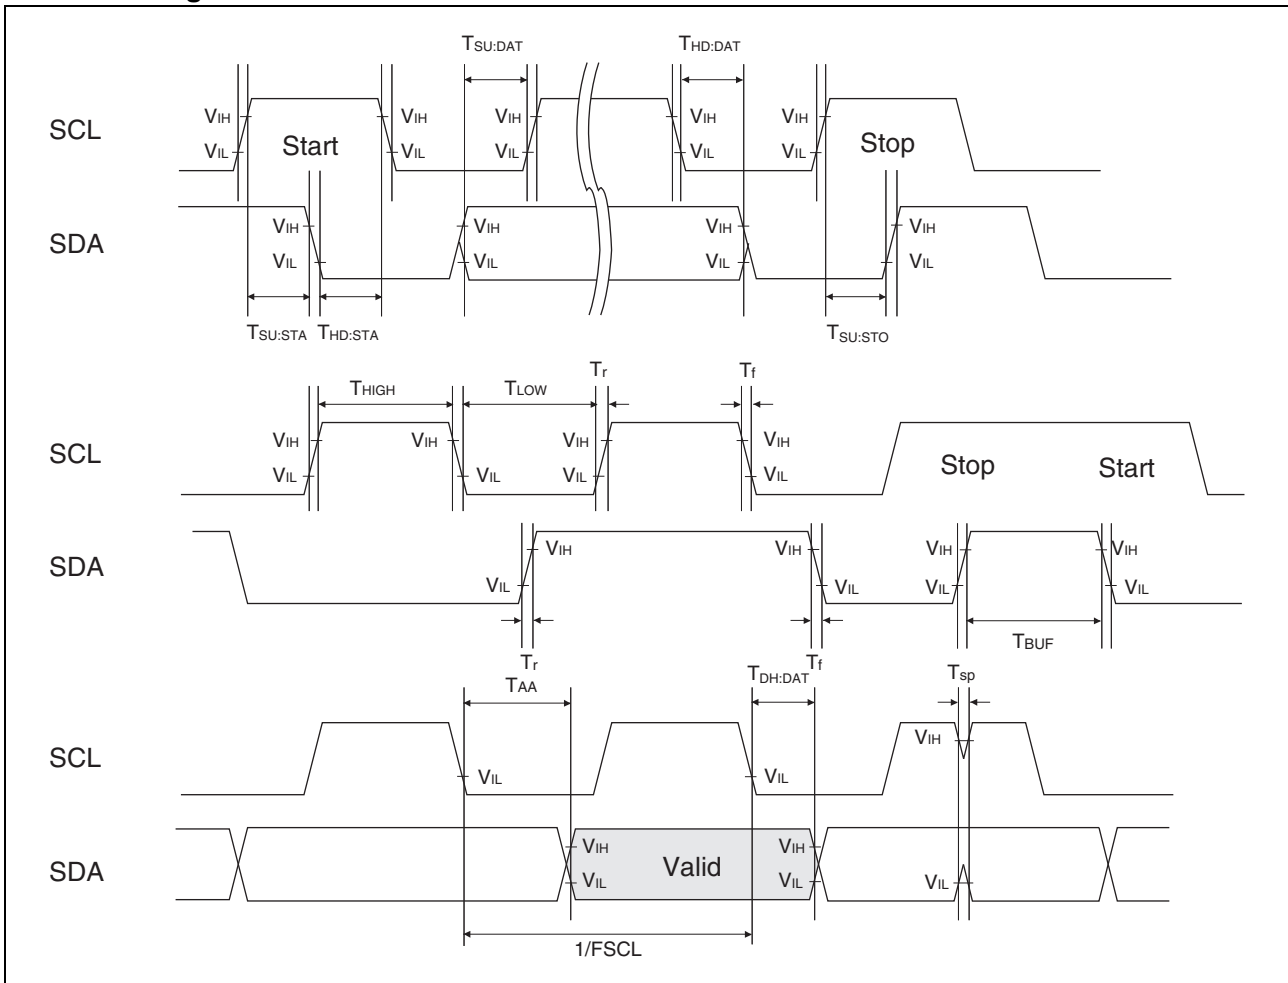 TSU:DAT THD:DAT
SCL VIH VIH VIH VIH VIH
VIL Start VIL VIL VIL VIL Stop
SDA VIH VIH VIH VIH
VIL VIL VIL VIL
TSU:STA THD:STA TSU:STO
THIGH TLOW Tr Tf
SCL VIH VIH VIH VIH
VIL VIL VIL VIL Stop Start
SDA VIH VIH VIH VIH
VIL VIL VIL VIL
Tr Tf TBUF
TAA TDH:DAT Tsp
SCL VIH
VIL VIL
SDA VIH Valid VIH
VIL VIL VIL
1/FSCL